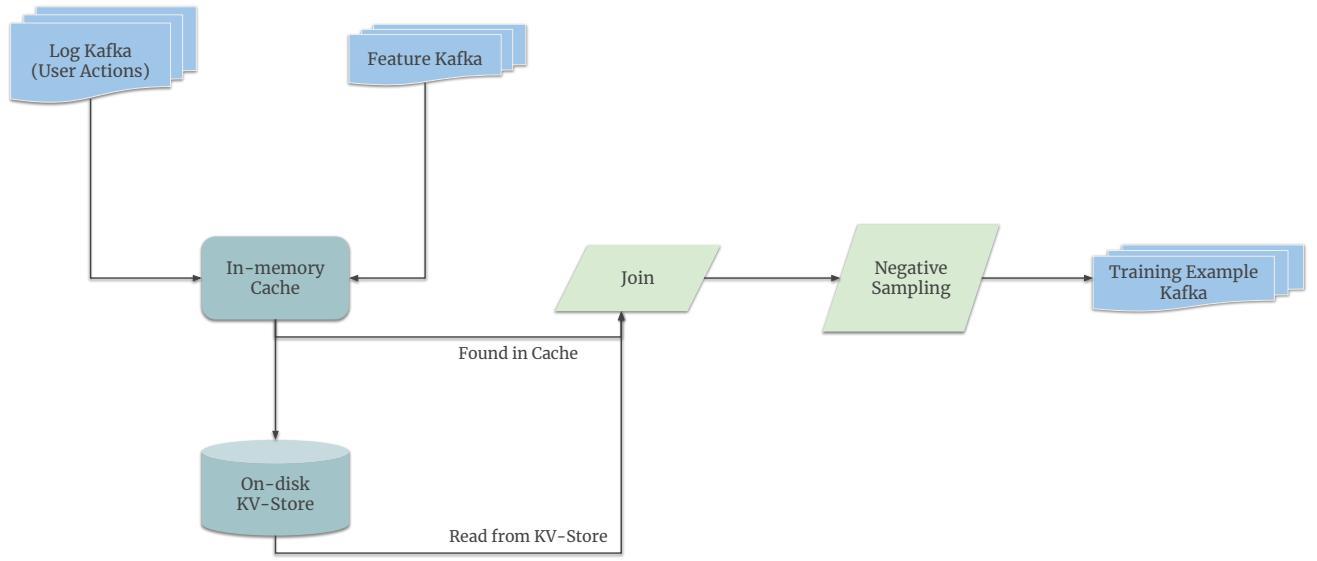 Log Kafka
(User Actions)
Feature Kafka
In-memory
Cache
Join
Negative
Sampling
Training Example
Kafka
Found in Cache
On-disk
KV-Store
Read from KV-Store